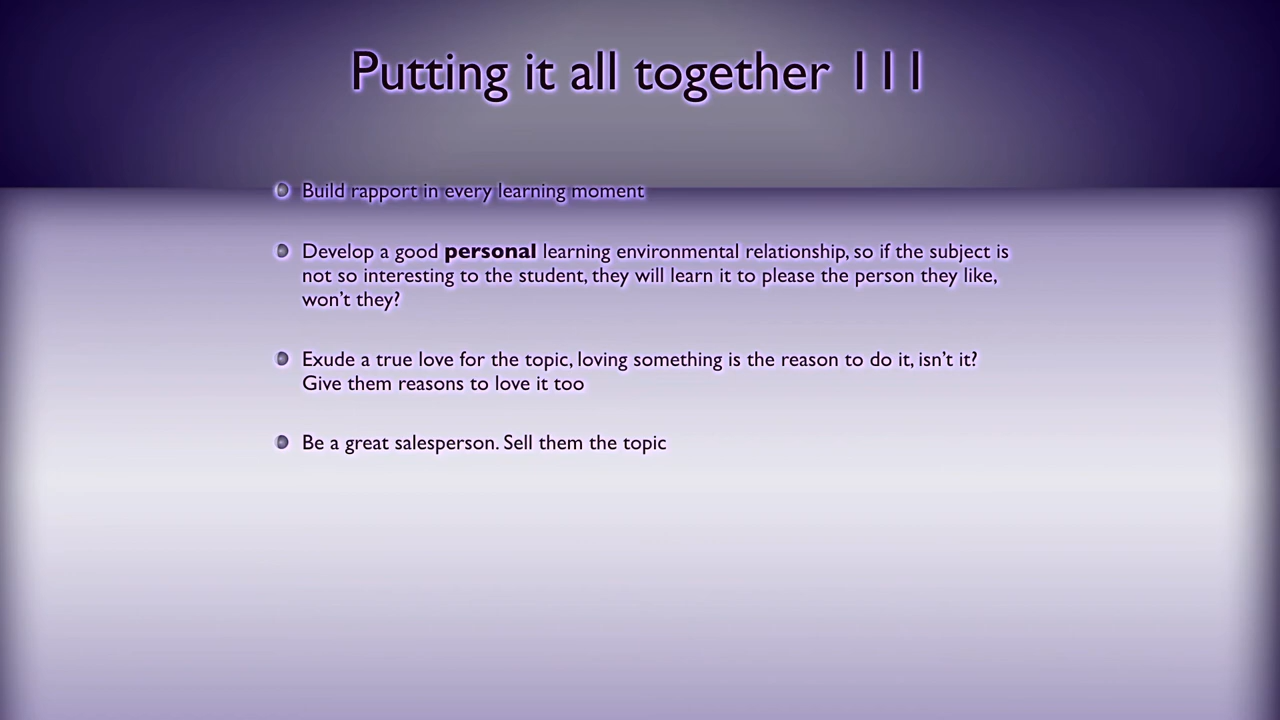 Putting it all together 111
Build rapport in every learning moment
Develop a good personal learning environmental relationship, so if the subject is
not so interesting to the student, they will learn it to please the person they like,
won’t they?
Exude a true love for the topic, loving something is the reason to do it, isn’t it?
Give them reasons to love it too
Be a great salesperson. Sell them the topic